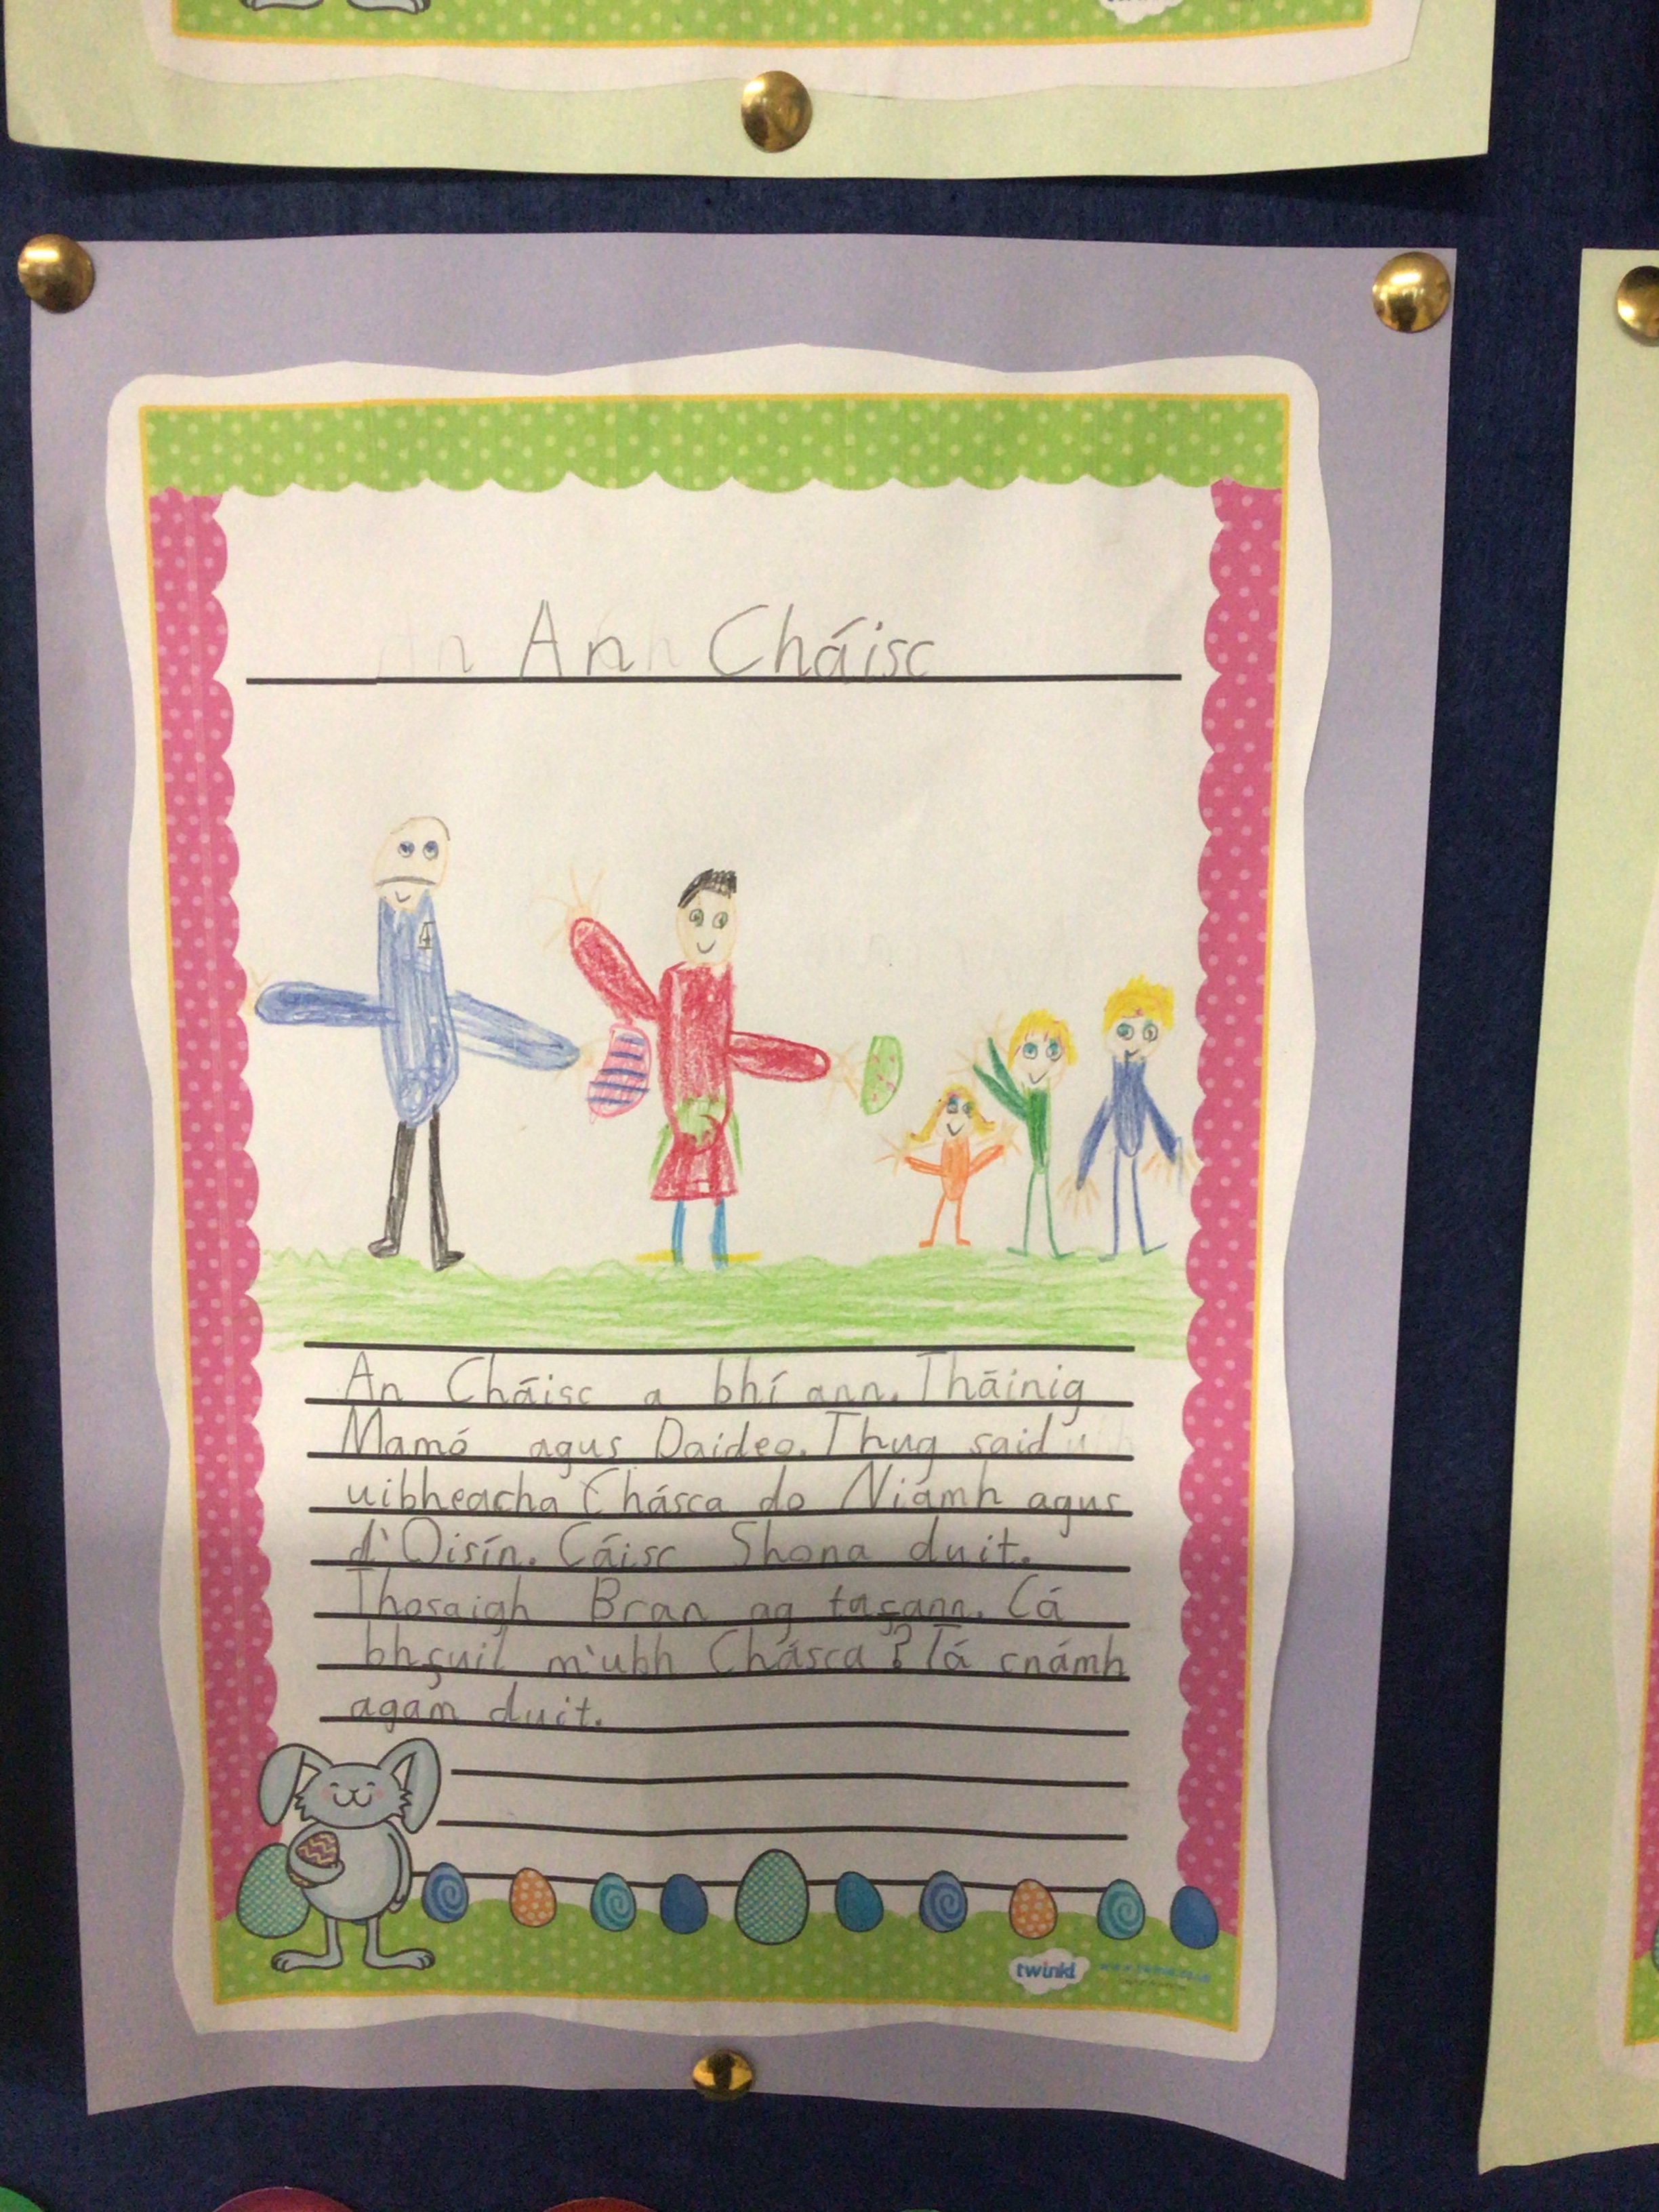 An Cháisc
An Cháisc a bhí ann. Tháinig
Mamó agus Daideo. Thug said
uibheacha Chásca do Niamh agus
d'Oisín. Cáisc Shona duit.
Thosaigh Bran ag tafann. Cá
bhfuil m'ubh Chásca? Tá cnámh
agam duit.
twinkl